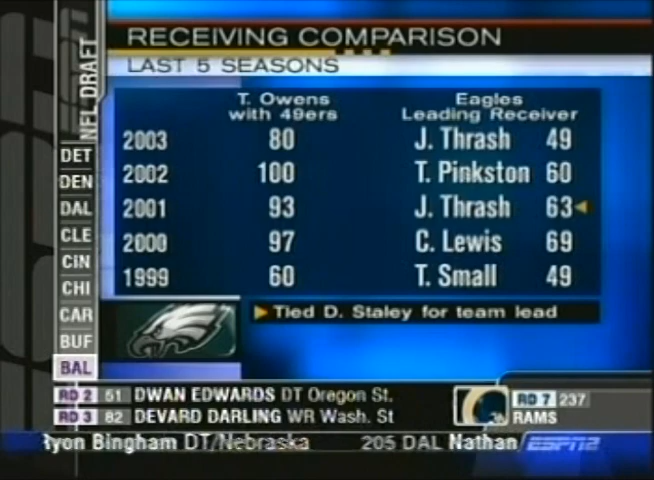 RECEIVING COMPARISON
LAST 5 SEASONS
T. Owens with 49ers
Eagles Leading Receiver
2003 80 J. Thrash 49
2002 100 T. Pinkston 60
2001 93 J. Thrash 63
2000 97 C. Lewis 69
1999 60 T. Small 49
Tied D. Staley for team lead
NFL DRAFT
DET
DEN
DAL
CLE
CIN
CHI
CAR
BUF
BAL
RD 2 51 DWAN EDWARDS DT Oregon St.
RD 3 82 DEVARD DARLING WR Wash. St
RD 7 237
RAMS
Ryon Bingham DT/Nebraska 205 DAL Nathan
ESPN2